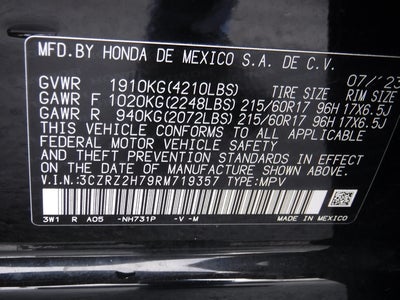 MFD.BY HONDA DE MEXICO S.A. DE C.V.
07/'23
GVWR 1910KG(4210LBS) TIRE SIZE RIM SIZE
GAWR F 1020KG(2248LBS) 215/60R17 96H 17X6.5J
GAWR R 940KG(2072LBS) 215/60R17 96H 17X6.5J
THIS VEHICLE CONFORMS TO ALL APPLICABLE
FEDERAL MOTOR VEHICLE SAFETY STANDARDS
IN EFFECT ON THE DATE OF MANUFACTURE
SHOWN ABOVE.
V.I.N.:3CZRZ2H79RM719357 TYPE:MPV
3W1 R A05 -NH731P -V-M MADE IN MEXICO